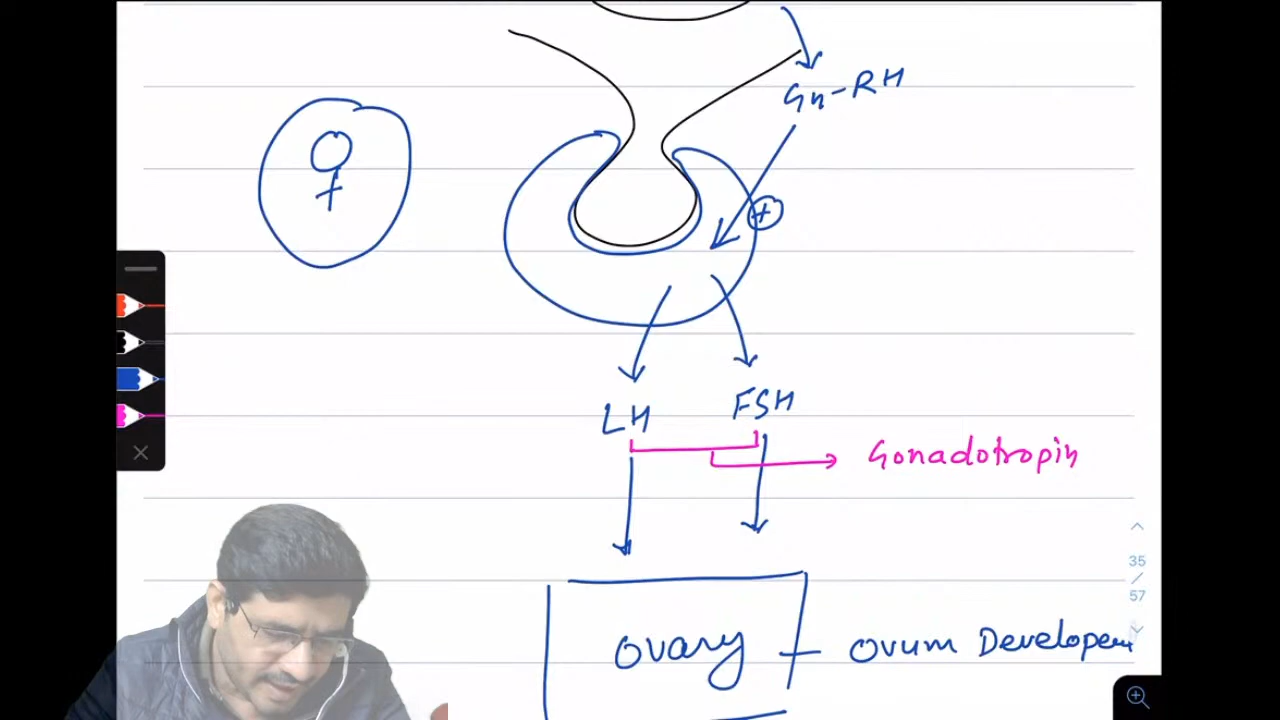 Gn-RH
♀
+
LH FSH
Gonadotropin
35
/
57
Ovary Ovum Developem